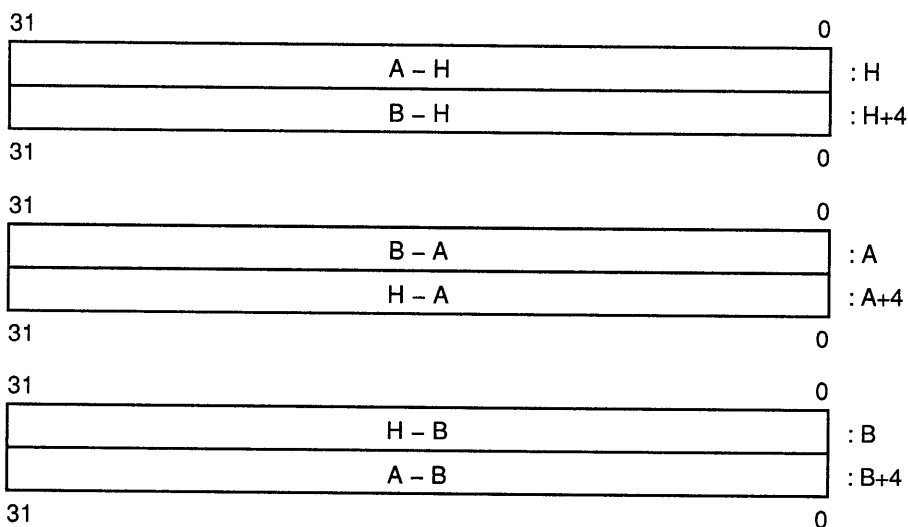 31 0
A – H :H
B – H :H+4
31 0
31 0
B – A :A
H – A :A+4
31 0
31 0
H – B :B
A – B :B+4
31 0